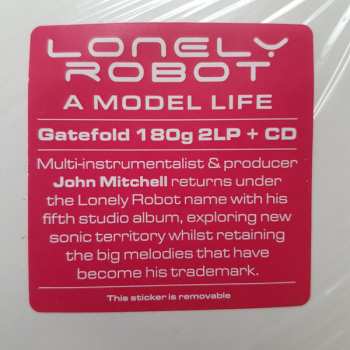 LONELY
ROBOT
A MODEL LIFE
Gatefold 180g 2LP + CD
Multi-instrumentalist & producer
John Mitchell returns under
the Lonely Robot name with his
fifth studio album, exploring new
sonic territory whilst retaining
the big melodies that have
become his trademark.
This sticker is removable